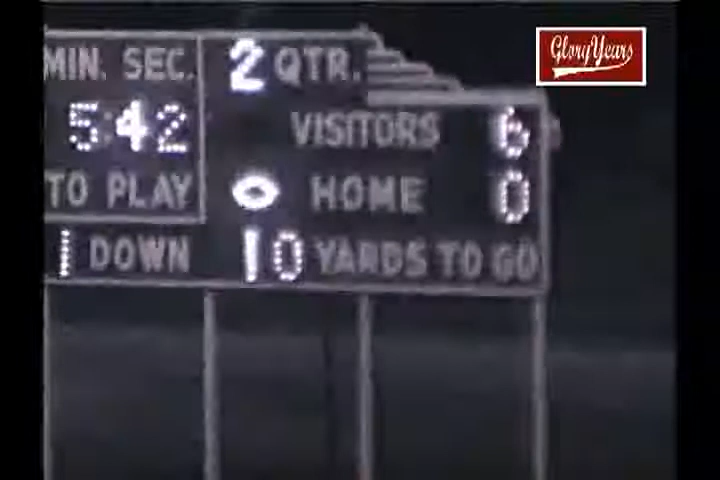 Glory Years
MIN. SEC. 2 QTR.
5:42 VISITORS 6
TO PLAY HOME 0
1 DOWN 10 YARDS TO GO